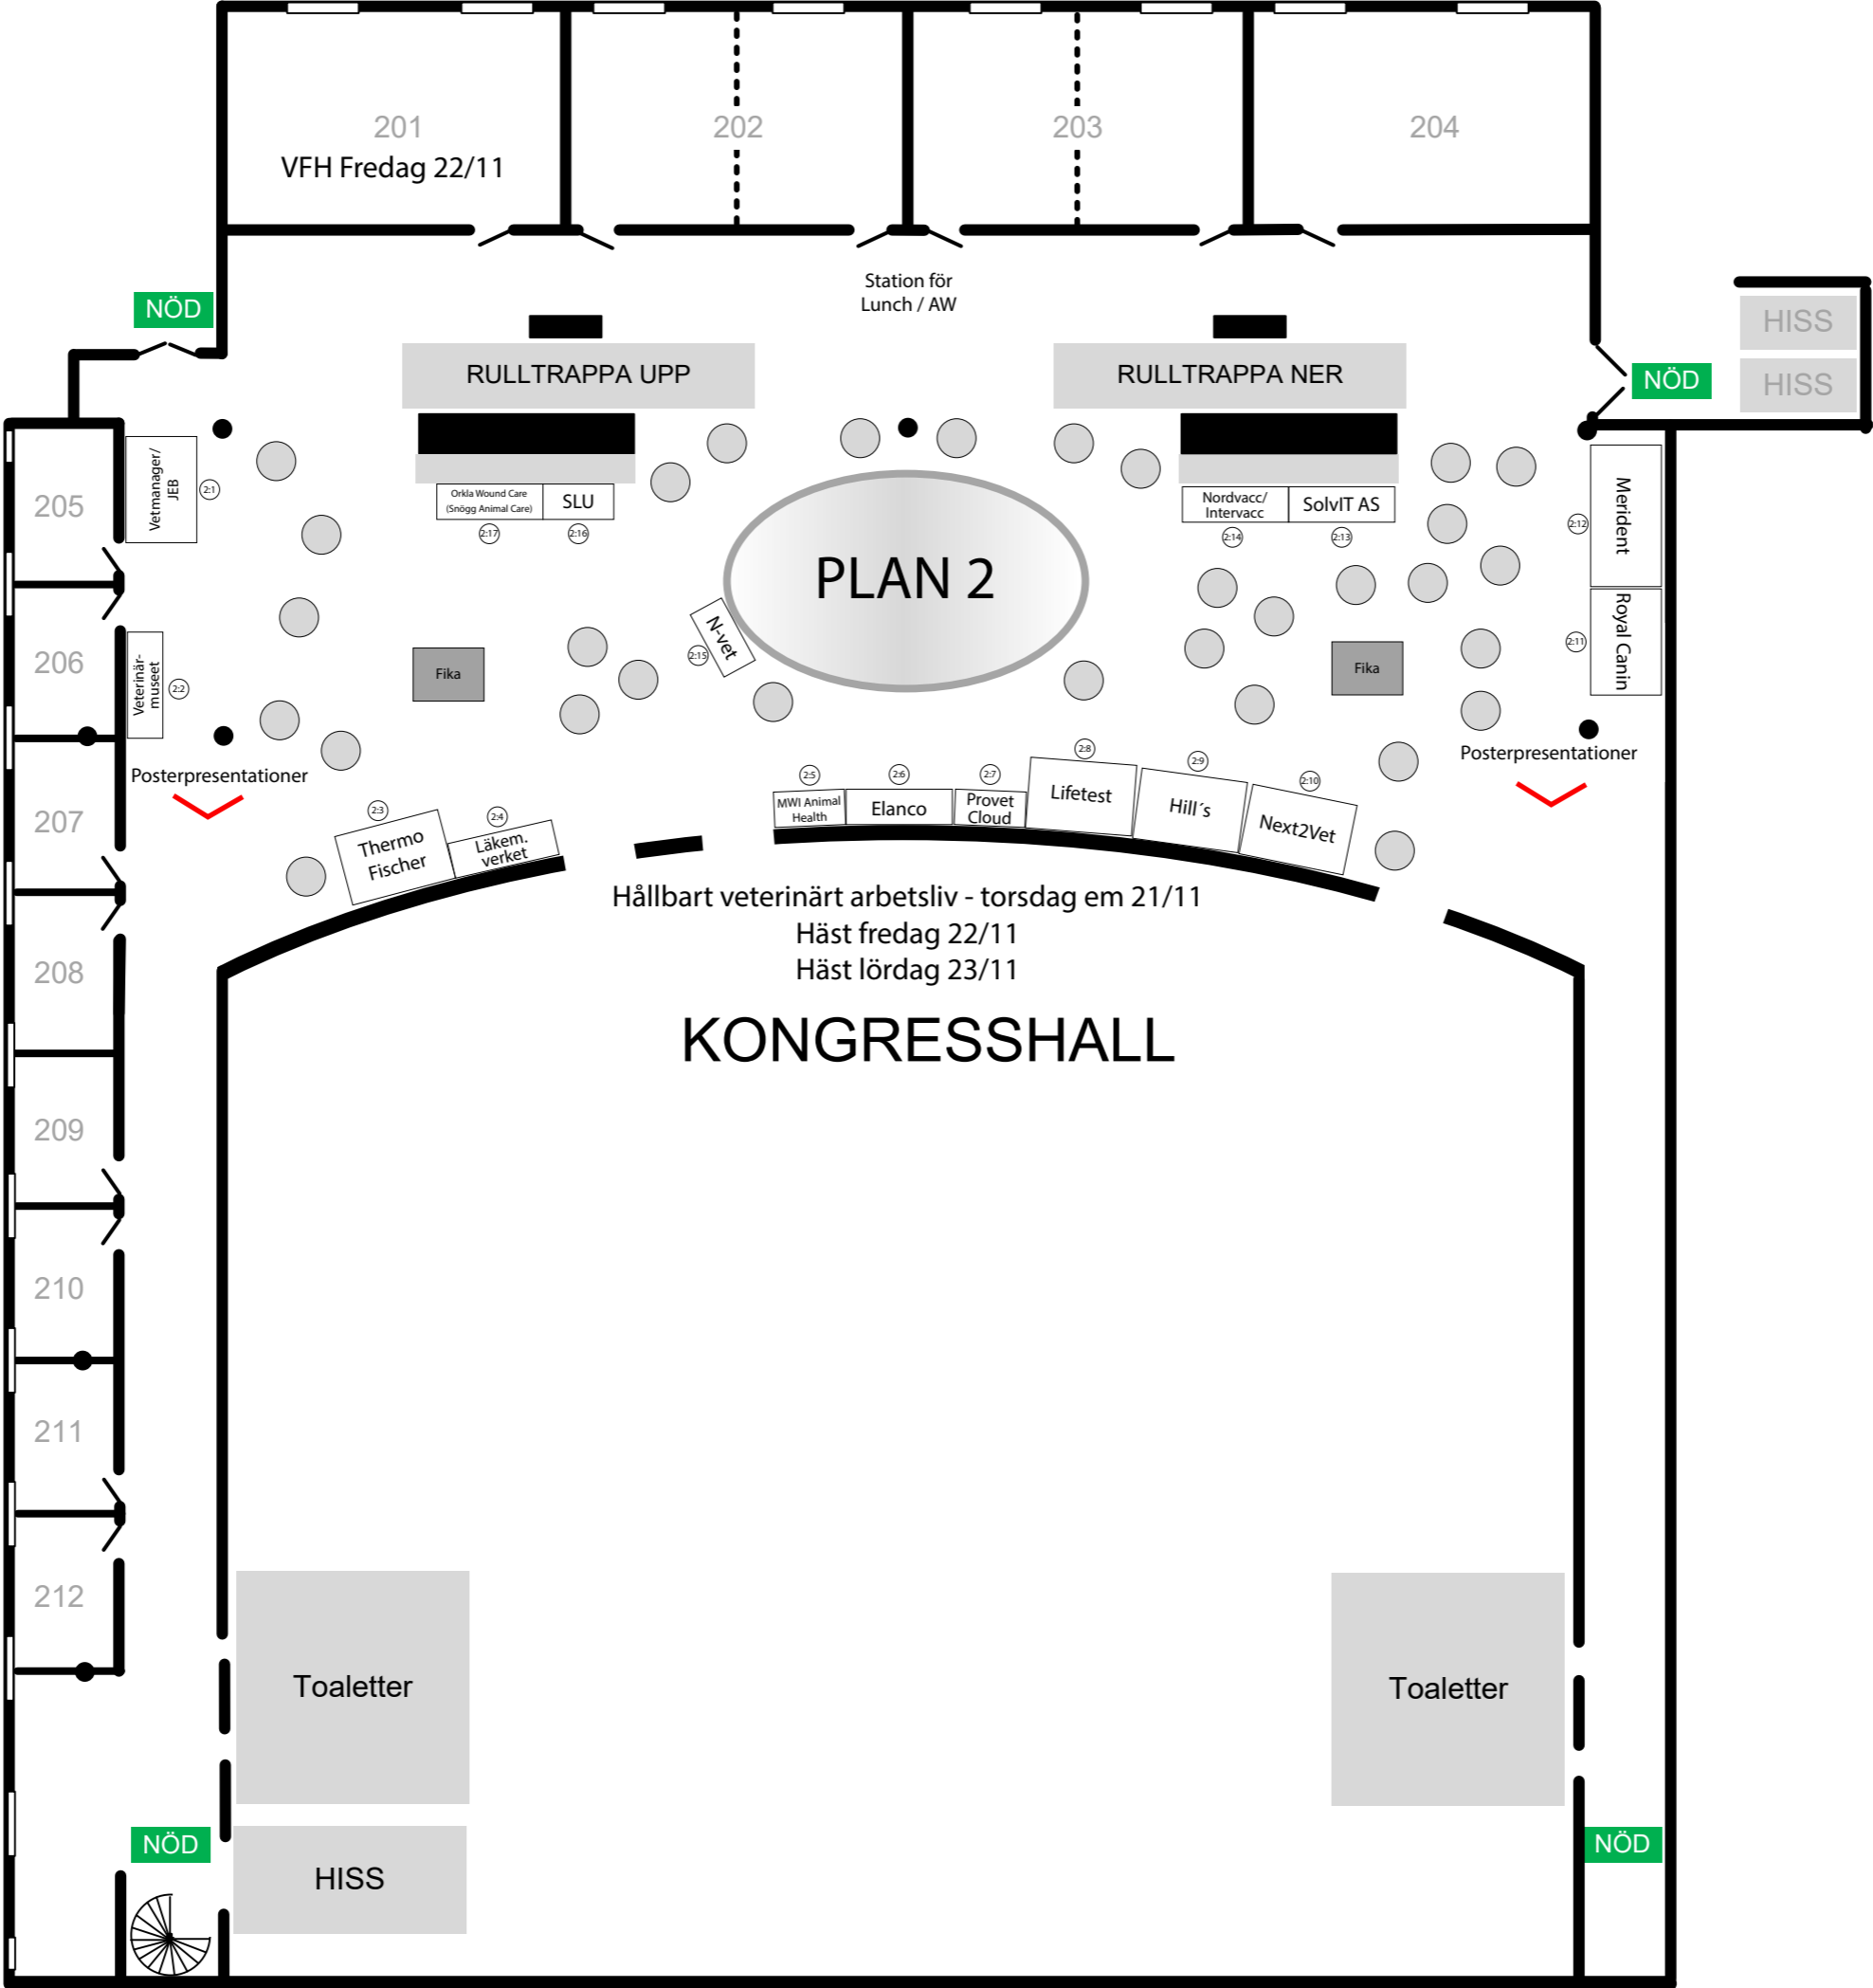 201
VFH Fredag 22/11
202
203
204
Station för
Lunch / AW
NÖD
HISS
HISS
NÖD
RULLTRAPPA UPP
RULLTRAPPA NER
205
Vetmanager/
JEB
2:1
Orkla Wound Care
(Snögg Animal Care)
2:17
SLU
2:16
Nordvacc/
Intervacc
2:14
SolvIT AS
2:13
Merident
2:12
PLAN 2
206
Veterinär-
museet
2:2
Fika
N-vet
2:15
Fika
Royal Canin
2:11
Posterpresentationer
Posterpresentationer
207
2:3
Thermo
Fischer
2:4
Läkem.
verket
2:5
MWI Animal
Health
2:6
Elanco
2:7
Provet
Cloud
2:8
Lifetest
2:9
Hill´s
2:10
Next2Vet
Hållbart veterinärt arbetsliv - torsdag em 21/11
Häst fredag 22/11
Häst lördag 23/11
KONGRESSHALL
208
209
210
211
212
Toaletter
Toaletter
NÖD
HISS
NÖD